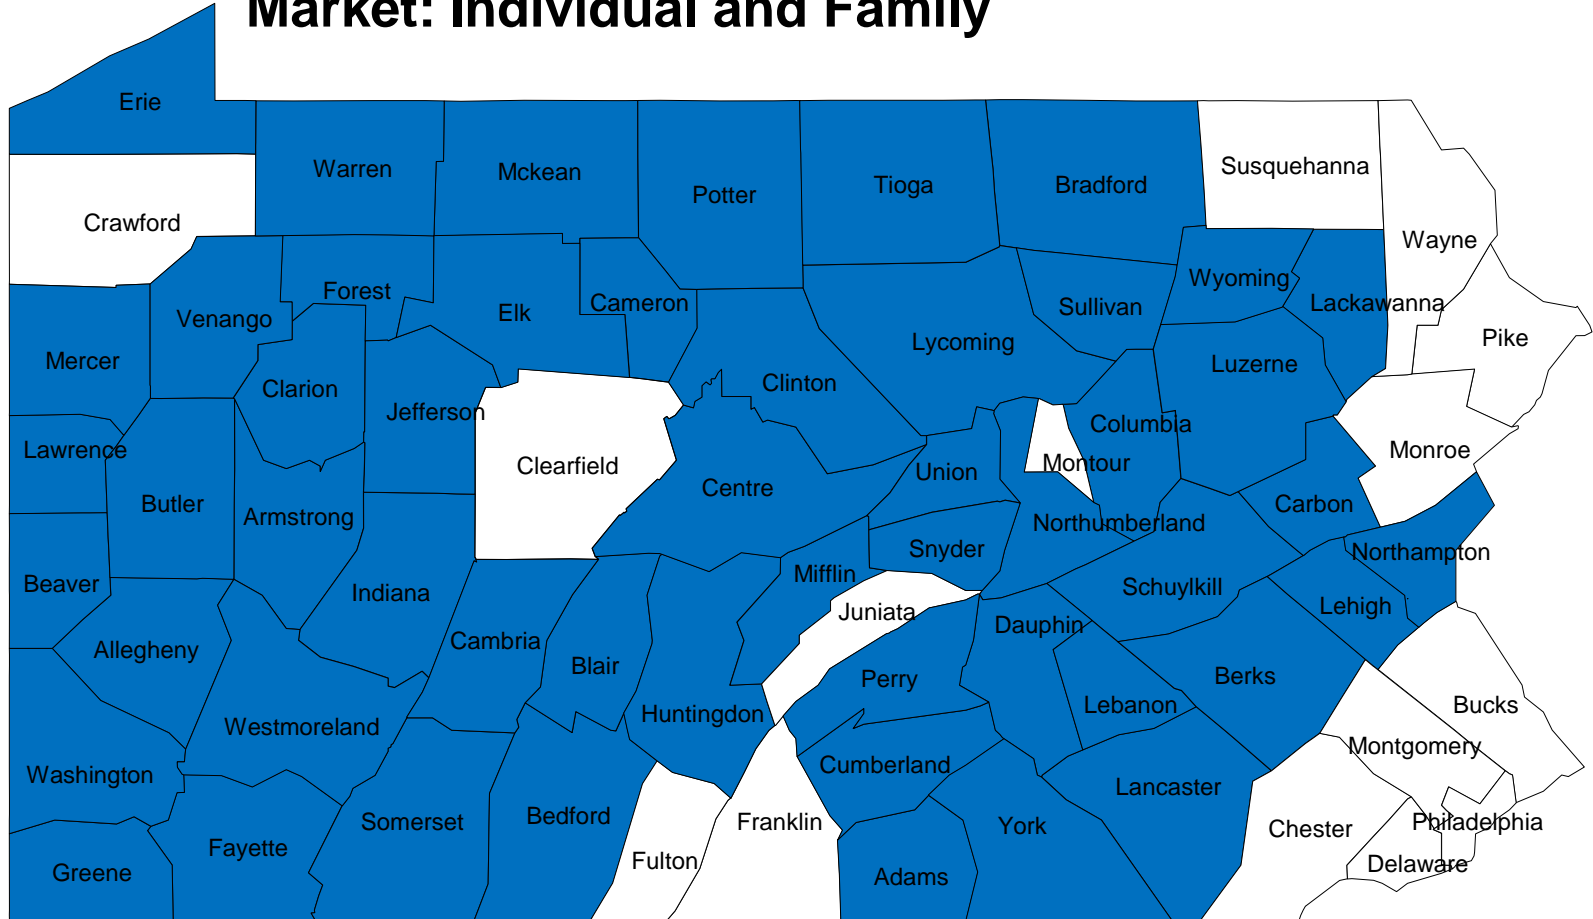 Market: Individual and Family
Erie
Warren
Mckean
Potter
Tioga
Bradford
Susquehanna
Crawford
Wayne
Forest
Venango
Elk
Cameron
Sullivan
Wyoming
Lackawanna
Mercer
Clarion
Jefferson
Clinton
Lycoming
Luzerne
Pike
Lawrence
Butler
Armstrong
Clearfield
Centre
Union
Montour
Columbia
Monroe
Carbon
Northumberland
Snyder
Northampton
Beaver
Indiana
Mifflin
Juniata
Schuylkill
Lehigh
Allegheny
Cambria
Blair
Dauphin
Westmoreland
Huntingdon
Perry
Lebanon
Berks
Bucks
Montgomery
Washington
Cumberland
Lancaster
Greene
Fayette
Somerset
Bedford
Fulton
Franklin
Adams
York
Chester
Philadelphia
Delaware